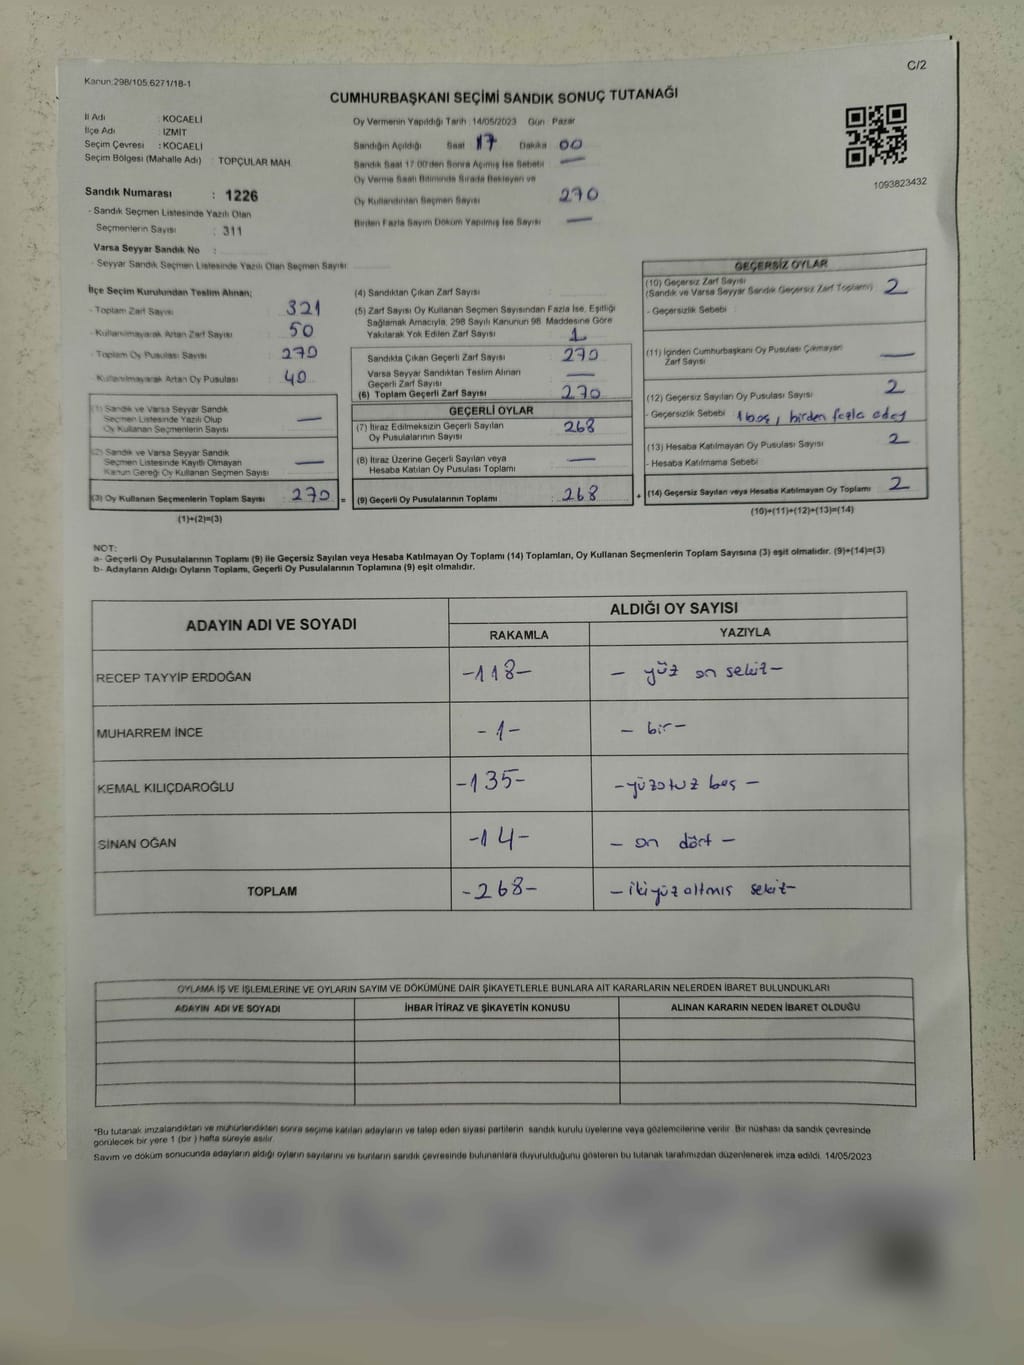 C/2
Kanun:298/105.6271/18-1
CUMHURBAŞKANI SEÇİMİ SANDIK SONUÇ TUTANAĞI
İl Adı : KOCAELİ
İlçe Adı : İZMİT
Seçim Çevresi : KOCAELİ
Seçim Bölgesi (Mahalle Adı) : TOPÇULAR MAH.
Oy Vermenin Yapıldığı Tarih : 14/05/2023 Gün : Pazar
Sandığın Açıldığı Saat 17 Dakika 00
Sandık Saat 17:00'den Sonra Açılmış İse Sebebi —
Oy Verme Saati Bitiminde Sırada Bekleyen ve
Oy Kullandırılan Seçmen Sayısı 270
Birden Fazla Sayım Döküm Yapılmış İse Sayısı —
1093823432
Sandık Numarası : 1226
- Sandık Seçmen Listesinde Yazılı Olan
Seçmenlerin Sayısı : 311
Varsa Seyyar Sandık No :
- Seyyar Sandık Seçmen Listesinde Yazılı Olan Seçmen Sayısı:
İlçe Seçim Kurulundan Teslim Alınan;
- Toplam Zarf Sayısı 321
- Kullanılmayarak Artan Zarf Sayısı 50
- Toplam Oy Pusulası Sayısı 270
- Kullanılmayarak Artan Oy Pusulası 40
(1) Sandık ve Varsa Seyyar Sandık
Seçmen Listesinde Yazılı Olup
Oy Kullanan Seçmenlerin Sayısı —
(2) Sandık ve Varsa Seyyar Sandık
Seçmen Listesinde Kayıtlı Olmayan
Kanun Gereği Oy Kullanan Seçmen Sayısı —
(3) Oy Kullanan Seçmenlerin Toplam Sayısı : 270 =
(1)+(2)=(3)
(4) Sandıktan Çıkan Zarf Sayısı :
(5) Zarf Sayısı Oy Kullanan Seçmen Sayısından Fazla İse, Eşitliği
Sağlamak Amacıyla, 298 Sayılı Kanunun 98. Maddesine Göre
Yakılarak Yok Edilen Zarf Sayısı 1
Sandıkta Çıkan Geçerli Zarf Sayısı 270
Varsa Seyyar Sandıktan Teslim Alınan
Geçerli Zarf Sayısı —
(6) Toplam Geçerli Zarf Sayısı 270
GEÇERLİ OYLAR
(7) İtiraz Edilmeksizin Geçerli Sayılan
Oy Pusulalarının Sayısı 268
(8) İtiraz Üzerine Geçerli Sayılan veya
Hesaba Katılan Oy Pusulası Toplamı —
(9) Geçerli Oy Pusulalarının Toplamı : 268 +
GEÇERSİZ OYLAR
(10) Geçersiz Zarf Sayısı
(Sandık ve Varsa Seyyar Sandık Geçersiz Zarf Toplamı) 2
- Geçersizlik Sebebi :
(11) İçinden Cumhurbaşkanı Oy Pusulası Çıkmayan
Zarf Sayısı —
(12) Geçersiz Sayılan Oy Pusulası Sayısı 2
- Geçersizlik Sebebi : 1 boş, birden fazla aday
(13) Hesaba Katılmayan Oy Pusulası Sayısı 2
- Hesaba Katılmama Sebebi
(14) Geçersiz Sayılan veya Hesaba Katılmayan Oy Toplamı 2
(10)+(11)+(12)+(13)=(14)
NOT:
a- Geçerli Oy Pusulalarının Toplamı (9) ile Geçersiz Sayılan veya Hesaba Katılmayan Oy Toplamı (14) Toplamları, Oy Kullanan Seçmenlerin Toplam Sayısına (3) eşit olmalıdır. (9)+(14)=(3)
b- Adayların Aldığı Oyların Toplamı, Geçerli Oy Pusulalarının Toplamına (9) eşit olmalıdır.
ADAYIN ADI VE SOYADI ALDIĞI OY SAYISI
RAKAMLA YAZIYLA
RECEP TAYYİP ERDOĞAN -118- - yüz on sekiz-
MUHARREM İNCE -1- - bir-
KEMAL KILIÇDAROĞLU -135- -yüzotuz beş -
SİNAN OĞAN -14- - on dört -
TOPLAM -268- -ikiyüzaltmış sekiz-
OYLAMA İŞ VE İŞLEMLERİNE VE OYLARIN SAYIM VE DÖKÜMÜNE DAİR ŞİKAYETLERLE BUNLARA AİT KARARLARIN NELERDEN İBARET BULUNDUKLARI
ADAYIN ADI VE SOYADI İHBAR İTİRAZ VE ŞİKAYETİN KONUSU ALINAN KARARIN NEDEN İBARET OLDUĞU
*Bu tutanak imzalandıktan ve mühürlendikten sonra seçime katılan adayların ve talep eden siyasi partilerin sandık kurulu üyelerine veya gözlemcilerine verilir. Bir nüshası da sandık çevresinde
görülecek bir yere 1 (bir ) hafta süreyle asılır.
Sayım ve döküm sonucunda adayların aldığı oyların sayılarını ve bunların sandık çevresinde bulunanlara duyurulduğunu gösteren bu tutanak tarafımızdan düzenlenerek imza edildi. 14/05/2023